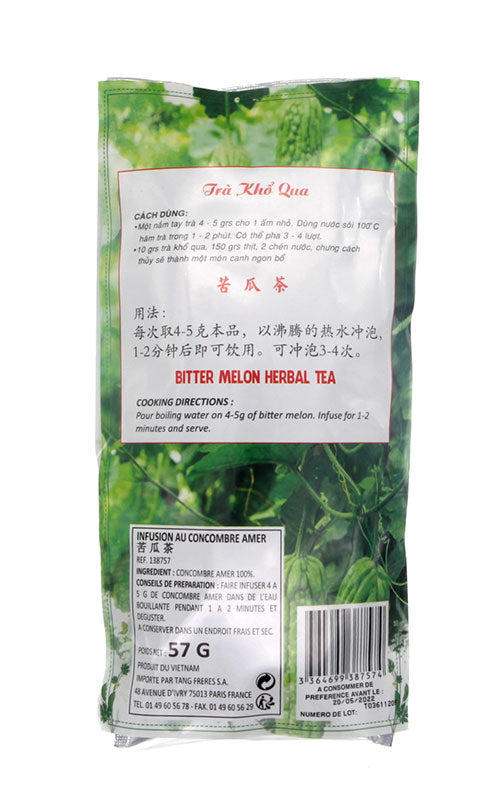 Trà Khổ Qua
CÁCH DÙNG:
•Một nắm tay trà 4 - 5 grs cho 1 ấm nhỏ. Dùng nước sôi 100°C
hãm trà trong 1 - 2 phút. Có thể pha 3 - 4 lượt.
•10 grs trà khổ qua, 150 grs thịt, 2 chén nước, chưng cách
thủy sẽ thành một món canh ngon bổ
苦瓜茶
用法:
每次取4-5克本品, 以沸腾的热水冲泡,
1-2分钟后即可饮用。可冲泡3-4次。
BITTER MELON HERBAL TEA
COOKING DIRECTIONS :
Pour boiling water on 4-5g of bitter melon. Infuse for 1-2
minutes and serve.
INFUSION AU CONCOMBRE AMER
苦瓜茶
REF. 138757
INGREDIENT : CONCOMBRE AMER 100%.
CONSEILS DE PREPARATION : FAIRE INFUSER 4 A
5 G DE CONCOMBRE AMER DANS DE L'EAU
BOUILLANTE PENDANT 1 A 2 MINUTES ET
DEGUSTER.
A CONSERVER DANS UN ENDROIT FRAIS ET SEC.
POIDS NET : 57 G
PRODUIT DU VIETNAM
IMPORTE PAR TANG FRERES S.A.
48 AVENUE D'IVRY 75013 PARIS FRANCE
TEL. 01 49 60 56 78 - FAX. 01 49 60 56 29
3 364699 387574
A CONSOMMER DE
PREFERENCE AVANT LE :
20/05/2022
NUMERO DE LOT: